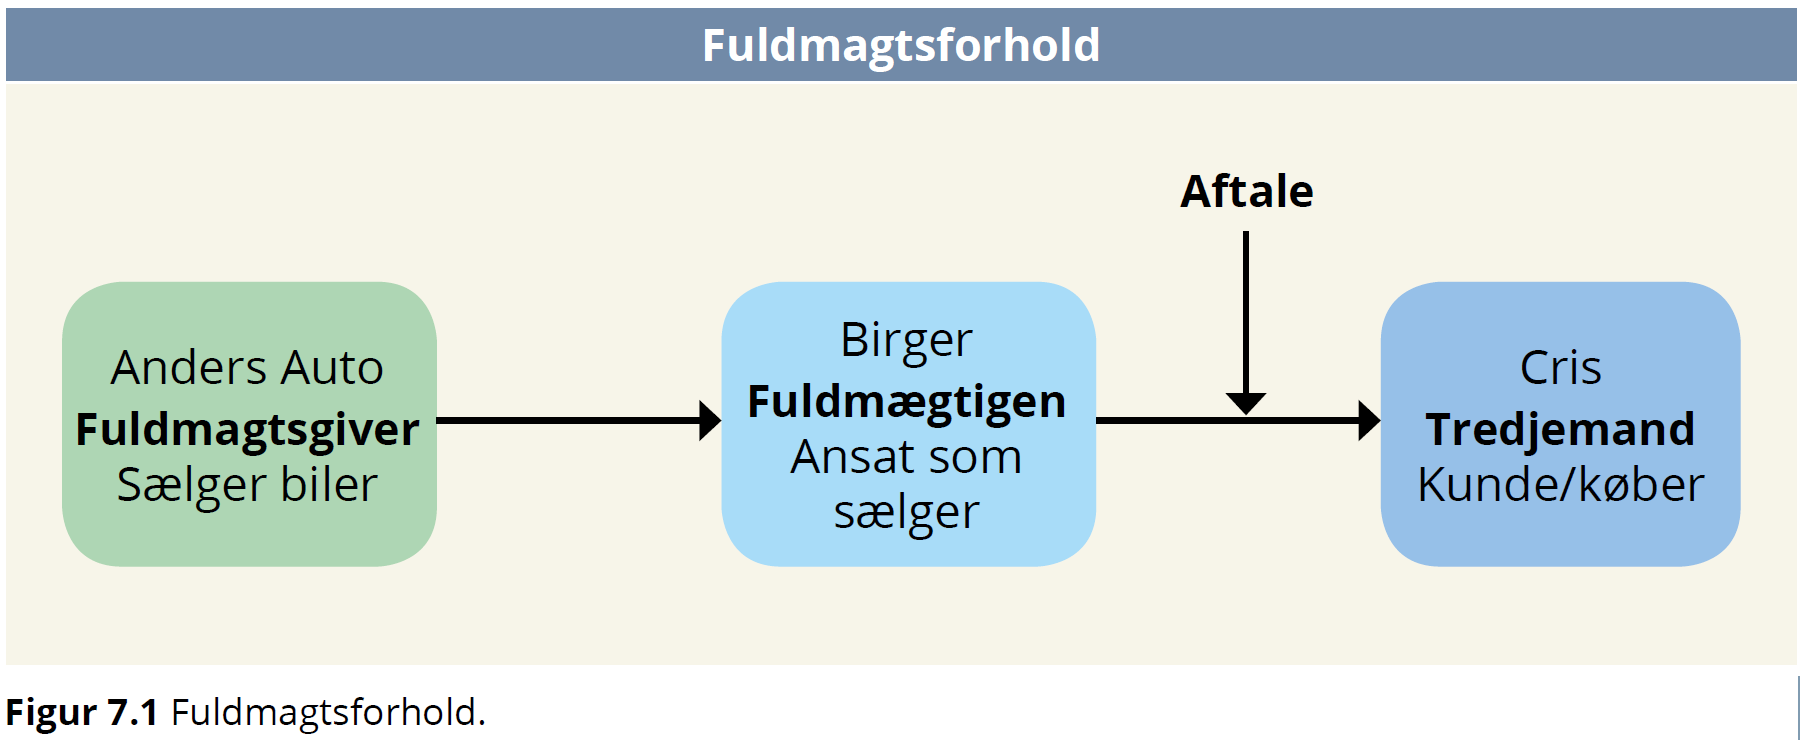 Fuldmagtsforhold
Aftale
Anders Auto
Fuldmagtsgiver
Sælger biler
Birger
Fuldmægtigen
Ansat som
sælger
Cris
Tredjemand
Kunde/køber
Figur 7.1 Fuldmagtsforhold.